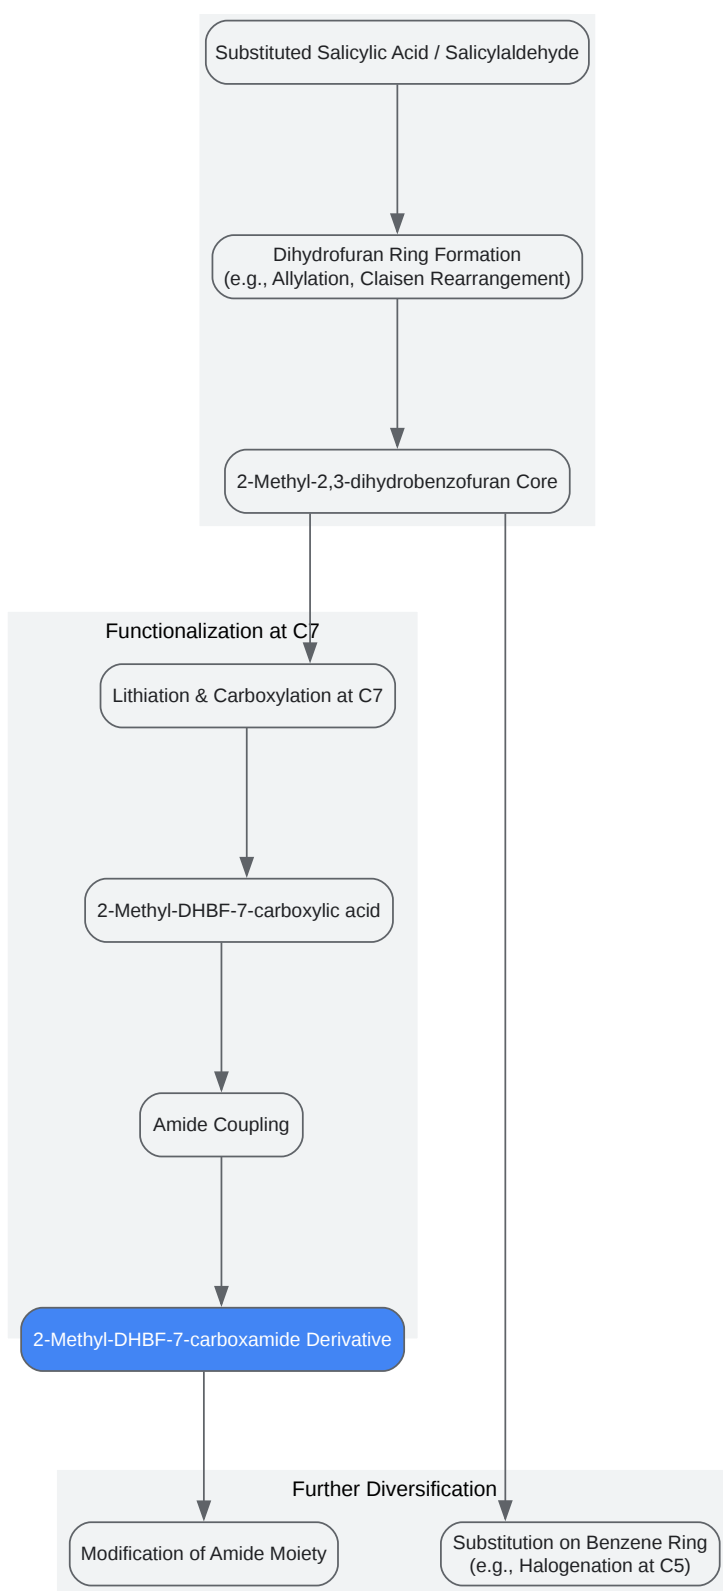 Substituted Salicylic Acid / Salicylaldehyde
Dihydrofuran Ring Formation
(e.g., Allylation, Claisen Rearrangement)
2-Methyl-2,3-dihydrobenzofuran Core
Functionalization at C7
Lithiation & Carboxylation at C7
2-Methyl-DHBF-7-carboxylic acid
Amide Coupling
2-Methyl-DHBF-7-carboxamide Derivative
Further Diversification
Modification of Amide Moiety
Substitution on Benzene Ring
(e.g., Halogenation at C5)